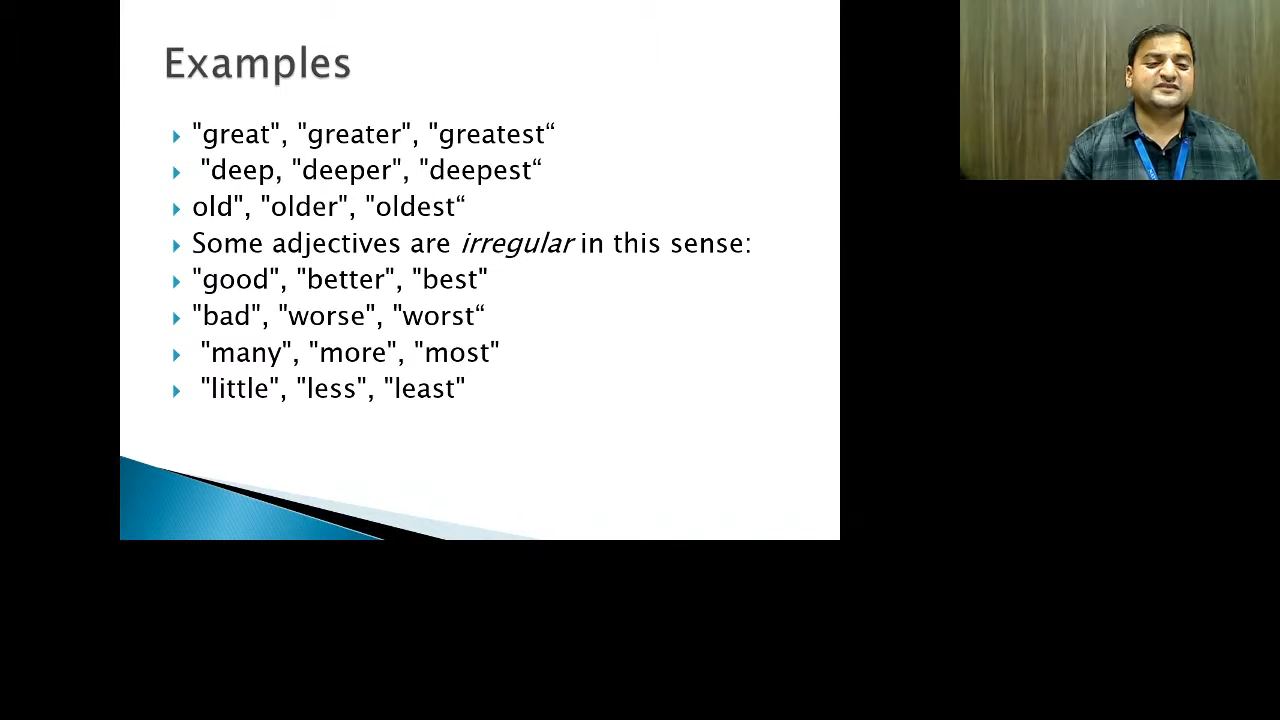 Examples
"great", "greater", "greatest“
"deep, "deeper", "deepest“
old", "older", "oldest“
Some adjectives are irregular in this sense:
"good", "better", "best"
"bad", "worse", "worst“
"many", "more", "most"
"little", "less", "least"